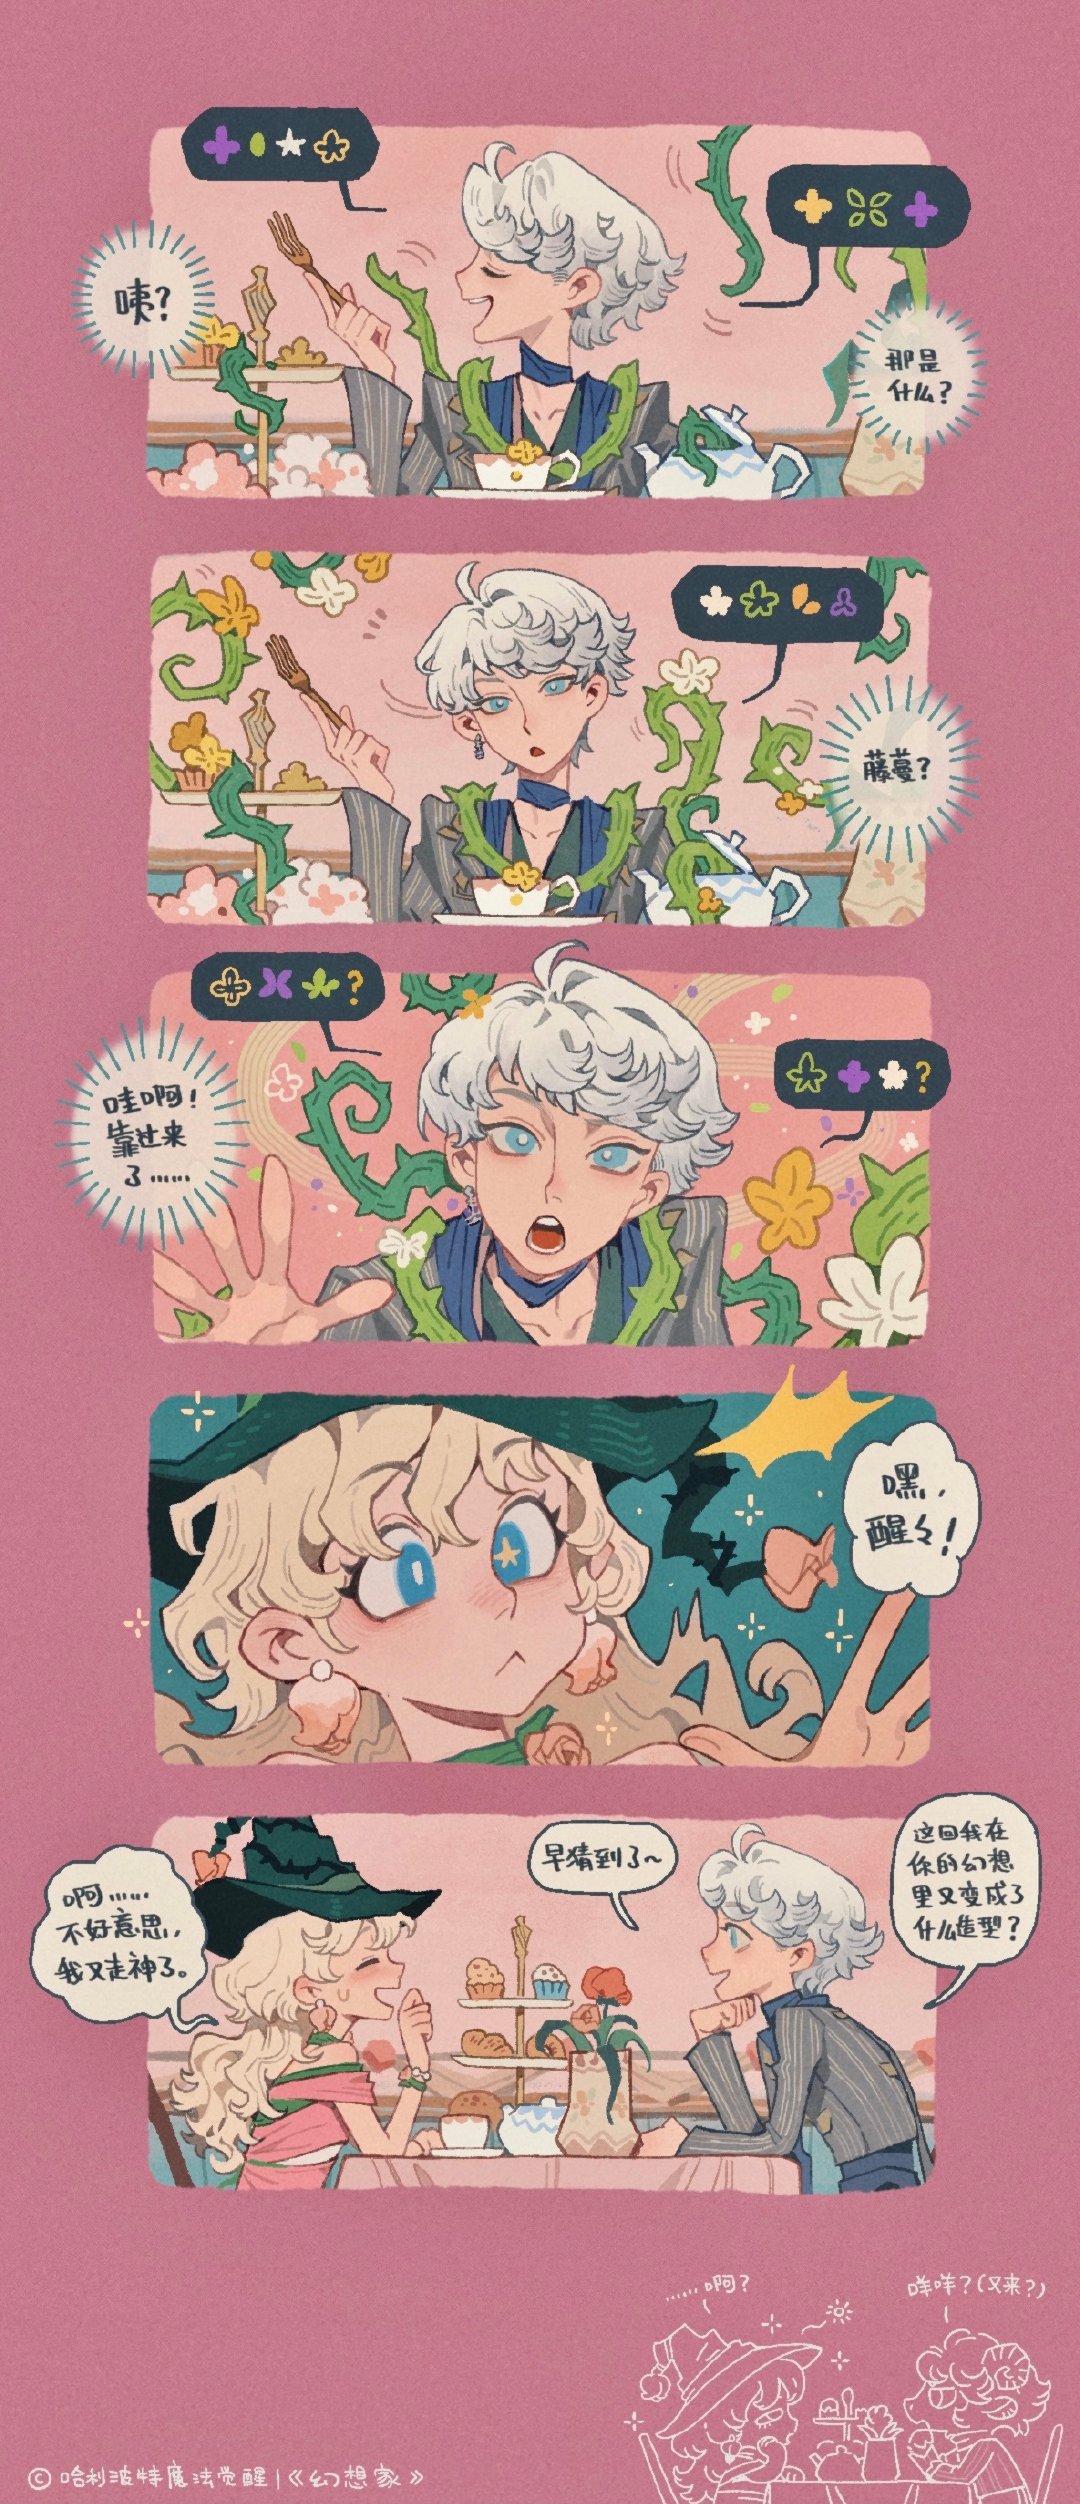 咦?
那是
什么?
藤蔓?
?
哇啊!
靠过来
了……
?
嘿，
醒々!
啊……
不好意思，
我又走神了。
早猜到了~
这回我在
你的幻想
里又变成了
什么造型?
……啊?
咩咩?(又来?)
© 哈利波特魔法觉醒 |《幻想家》